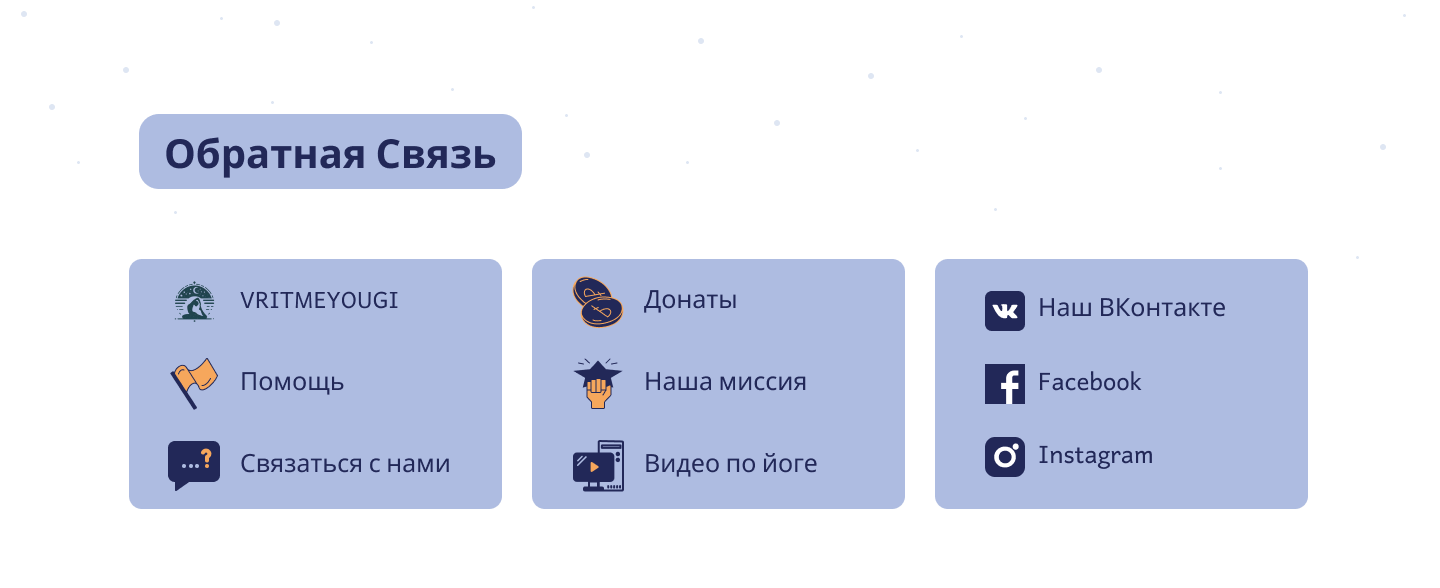 Обратная Связь
VRITMEYOUGI
Помощь
Связаться с нами
Донаты
Наша миссия
Видео по йоге
Наш ВКонтакте
Facebook
Instagram